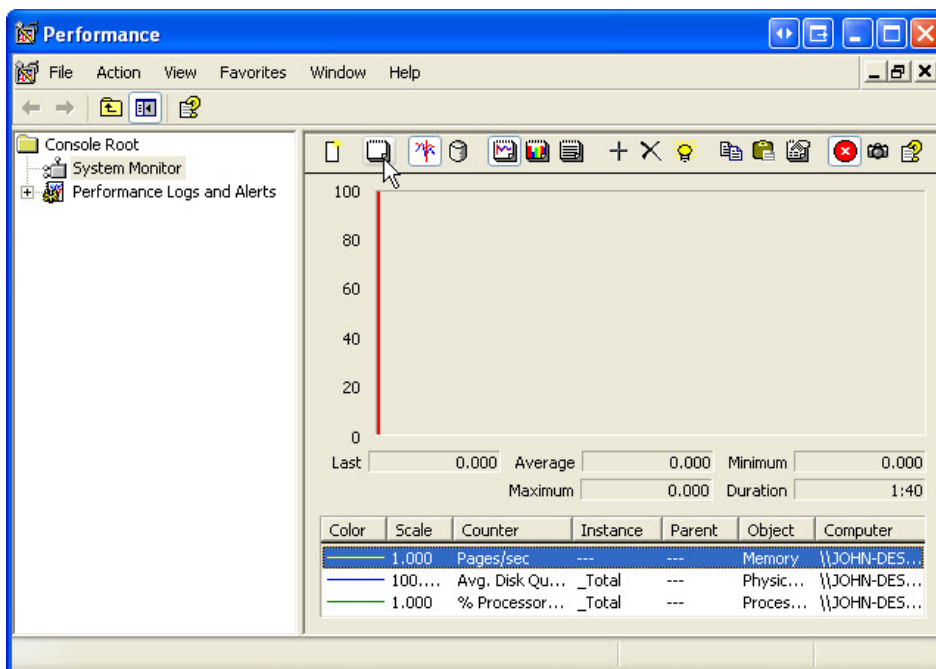 Performance
File Action View Favorites Window Help
Console Root
System Monitor
Performance Logs and Alerts
100
80
60
40
20
0
Last 0.000 Average 0.000 Minimum 0.000
Maximum 0.000 Duration 1:40
Color Scale Counter Instance Parent Object Computer
1.000 Pages/sec --- --- Memory \\JOHN-DES...
100.... Avg. Disk Qu... _Total --- Physic... \\JOHN-DES...
1.000 % Processor... _Total --- Proces... \\JOHN-DES...